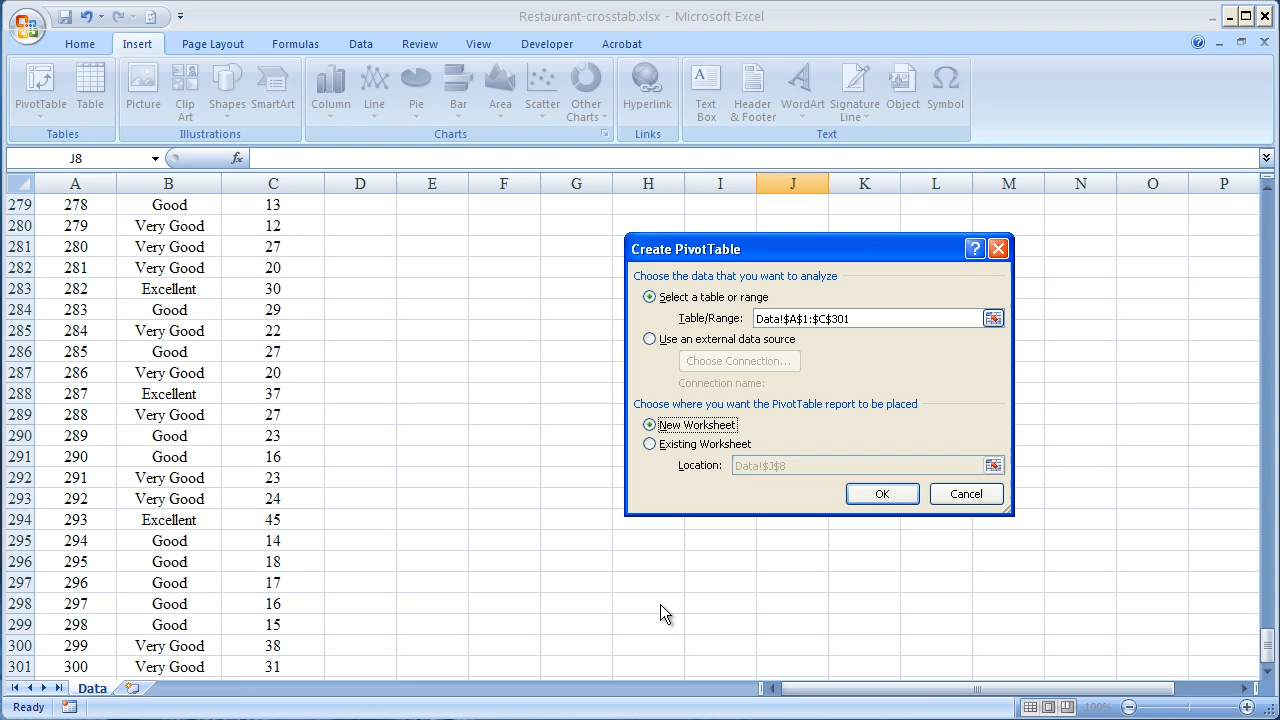 Restaurant-crosstab.xlsx - Microsoft Excel
Home Insert Page Layout Formulas Data Review View Developer Acrobat
PivotTable Table Picture Clip Art Shapes SmartArt Column Line Pie Bar Area Scatter Other Charts Hyperlink Text Box Header & Footer WordArt Signature Line Object Symbol
Tables Illustrations Charts Links Text
J8 fx
A B C D E F G H I J K L M N O P
279 278 Good 13
280 279 Very Good 12
281 280 Very Good 27
282 281 Very Good 20
283 282 Excellent 30
284 283 Good 29
285 284 Very Good 22
286 285 Good 27
287 286 Very Good 20
288 287 Excellent 37
289 288 Very Good 27
290 289 Good 23
291 290 Good 16
292 291 Very Good 23
293 292 Very Good 24
294 293 Excellent 45
295 294 Good 14
296 295 Good 18
297 296 Good 17
298 297 Good 16
299 298 Good 15
300 299 Very Good 38
301 300 Very Good 31
Create PivotTable
Choose the data that you want to analyze
Select a table or range
Table/Range: Data!$A$1:$C$301
Use an external data source
Choose Connection...
Connection name:
Choose where you want the PivotTable report to be placed
New Worksheet
Existing Worksheet
Location: Data!$J$8
OK Cancel
Data
Ready 100%